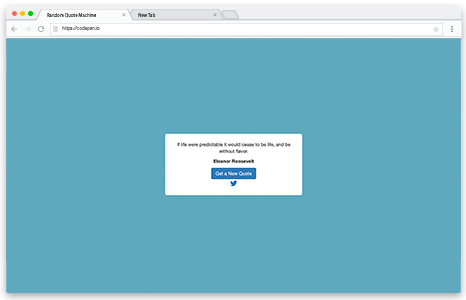 Random Quote Machine
New Tab
https://codepen.io
If life were predictable it would cease to be life, and be
without flavor.
Eleanor Roosevelt
Get a New Quote